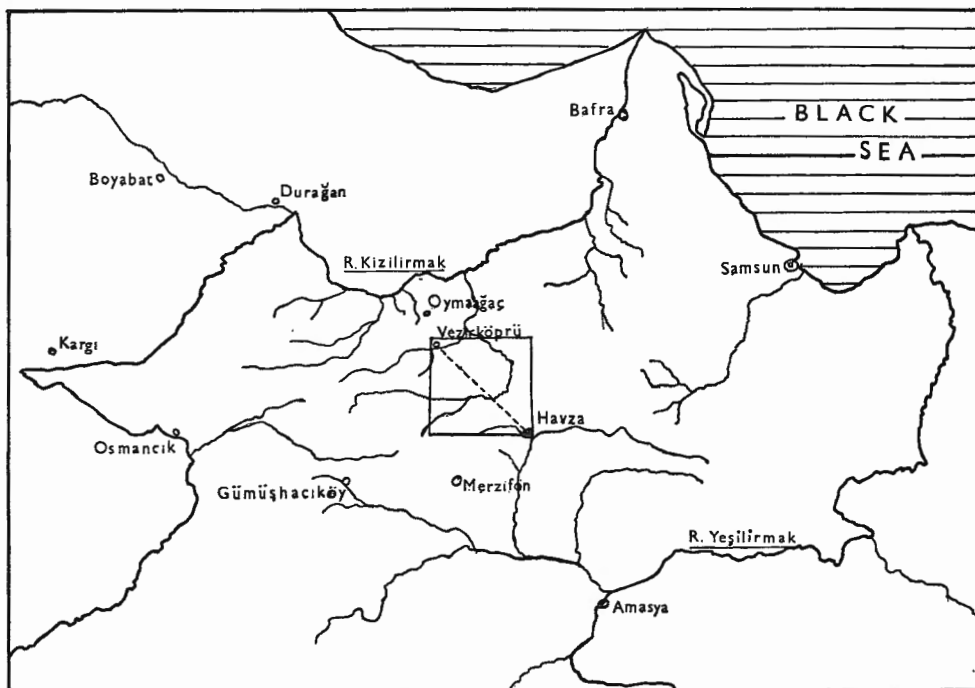 Bafra
BLACK
SEA
Boyabat
Durağan
R. Kizilirmak
Samsun
Oymaağaç
Vezirköprü
Kargı
Havza
Osmancık
Gümüşhacıköy
Merzifon
R. Yeşilirmak
Amasya